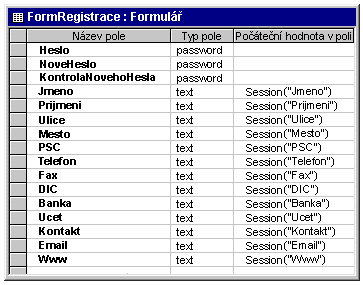 FormRegistrace : Formulář
Název pole Typ pole Počáteční hodnota v poli
Heslo password
NoveHeslo password
KontrolaNovehoHesla password
Jmeno text Session("Jmeno")
Prijmeni text Session("Prijmeni")
Ulice text Session("Ulice")
Mesto text Session("Mesto")
PSC text Session("PSC")
Telefon text Session("Telefon")
Fax text Session("Fax")
DIC text Session("DIC")
Banka text Session("Banka")
Ucet text Session("Ucet")
Kontakt text Session("Kontakt")
Email text Session("Email")
Www text Session("Www")